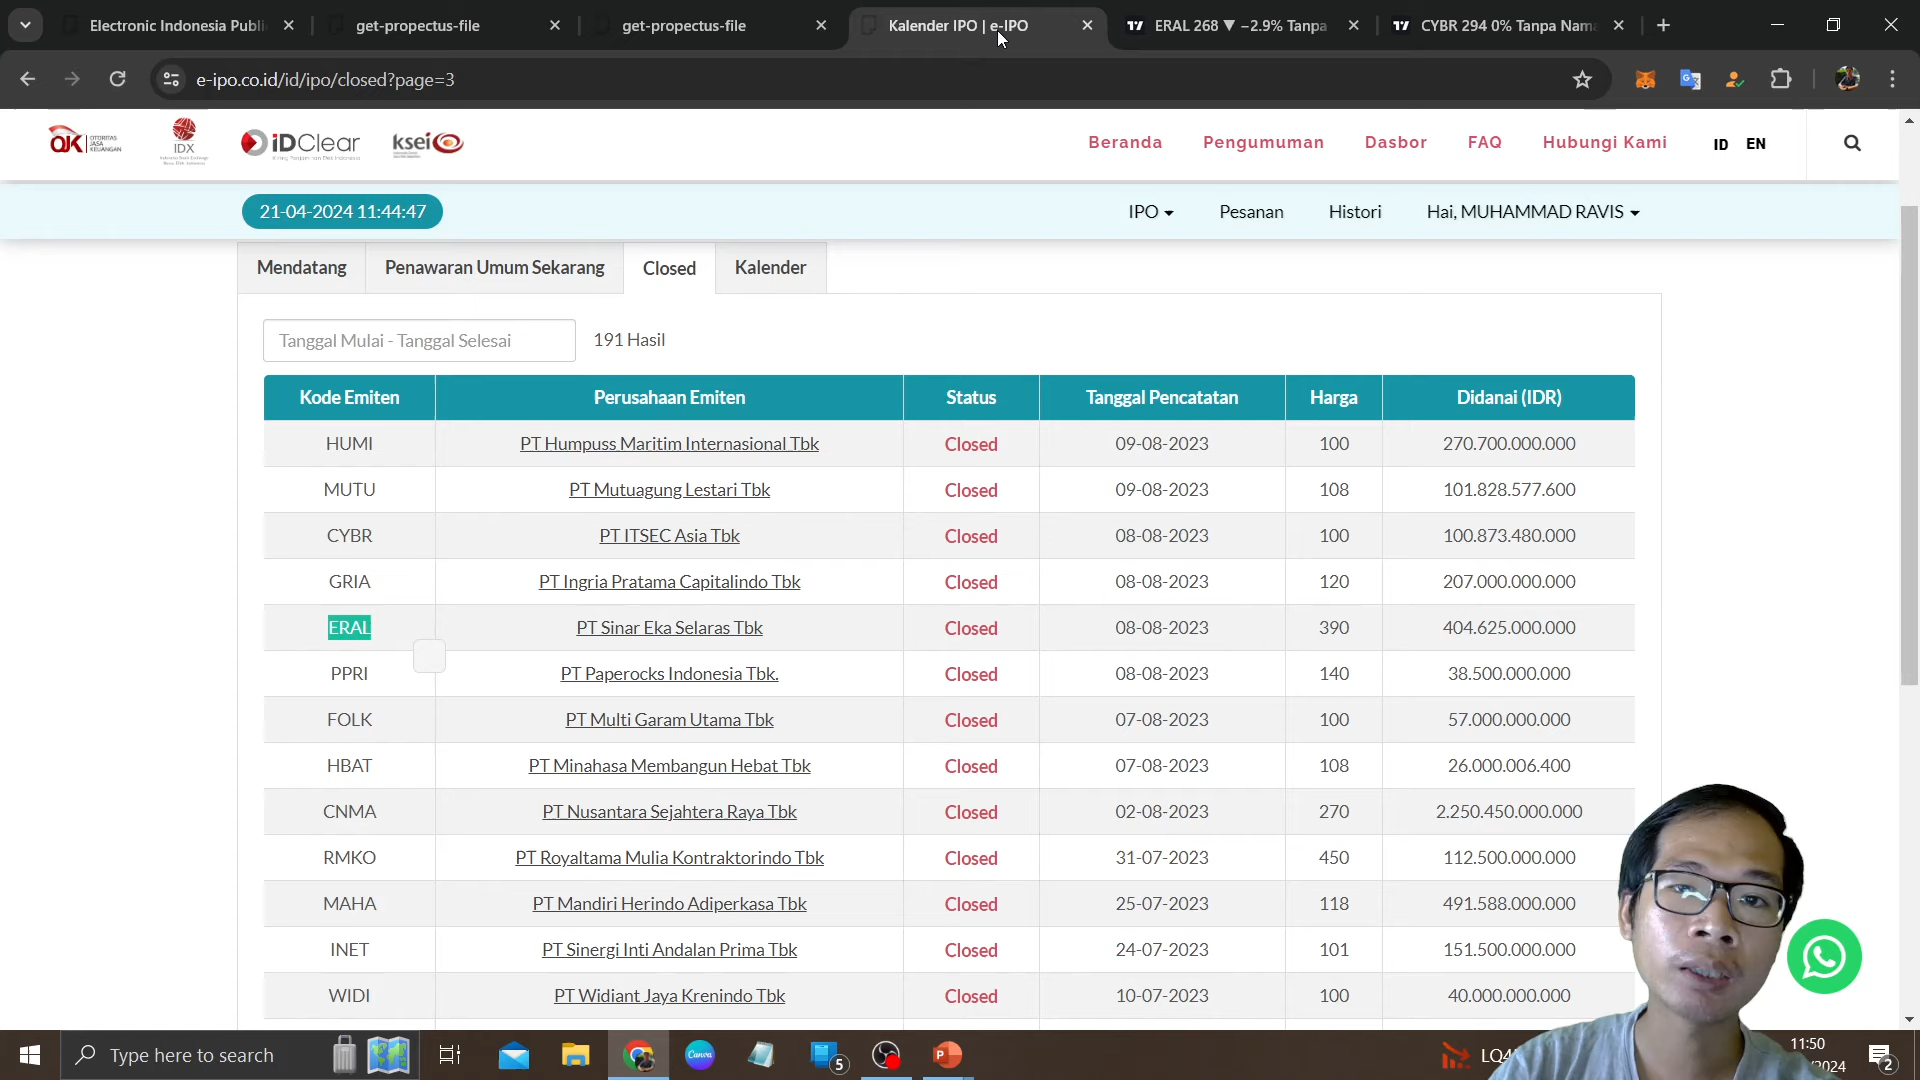 Electronic Indonesia Publi
get-propectus-file
get-propectus-file
Kalender IPO | e-IPO
ERAL 268 ▼ −2.9% Tanpa
CYBR 294 0% Tanpa Nam
e-ipo.co.id/id/ipo/closed?page=3
OTORITAS JASA KEUANGAN
IDX
Indonesia Stock Exchange
iDClear
ksei
Beranda
Pengumuman
Dasbor
FAQ
Hubungi Kami
ID
EN
21-04-2024 11:44:47
IPO
Pesanan
Histori
Hai, MUHAMMAD RAVIS
Mendatang
Penawaran Umum Sekarang
Closed
Kalender
Tanggal Mulai - Tanggal Selesai
191 Hasil
Kode Emiten Perusahaan Emiten Status Tanggal Pencatatan Harga Didanai (IDR)
HUMI PT Humpuss Maritim Internasional Tbk Closed 09-08-2023 100 270.700.000.000
MUTU PT Mutuagung Lestari Tbk Closed 09-08-2023 108 101.828.577.600
CYBR PT ITSEC Asia Tbk Closed 08-08-2023 100 100.873.480.000
GRIA PT Ingria Pratama Capitalindo Tbk Closed 08-08-2023 120 207.000.000.000
ERAL PT Sinar Eka Selaras Tbk Closed 08-08-2023 390 404.625.000.000
PPRI PT Paperocks Indonesia Tbk. Closed 08-08-2023 140 38.500.000.000
FOLK PT Multi Garam Utama Tbk Closed 07-08-2023 100 57.000.000.000
HBAT PT Minahasa Membangun Hebat Tbk Closed 07-08-2023 108 26.000.006.400
CNMA PT Nusantara Sejahtera Raya Tbk Closed 02-08-2023 270 2.250.450.000.000
RMKO PT Royaltama Mulia Kontraktorindo Tbk Closed 31-07-2023 450 112.500.000.000
MAHA PT Mandiri Herindo Adiperkasa Tbk Closed 25-07-2023 118 491.588.000.000
INET PT Sinergi Inti Andalan Prima Tbk Closed 24-07-2023 101 151.500.000.000
WIDI PT Widiant Jaya Krenindo Tbk Closed 10-07-2023 100 40.000.000.000
Type here to search
Canva
5
P
LQ4
11:50
2024
2